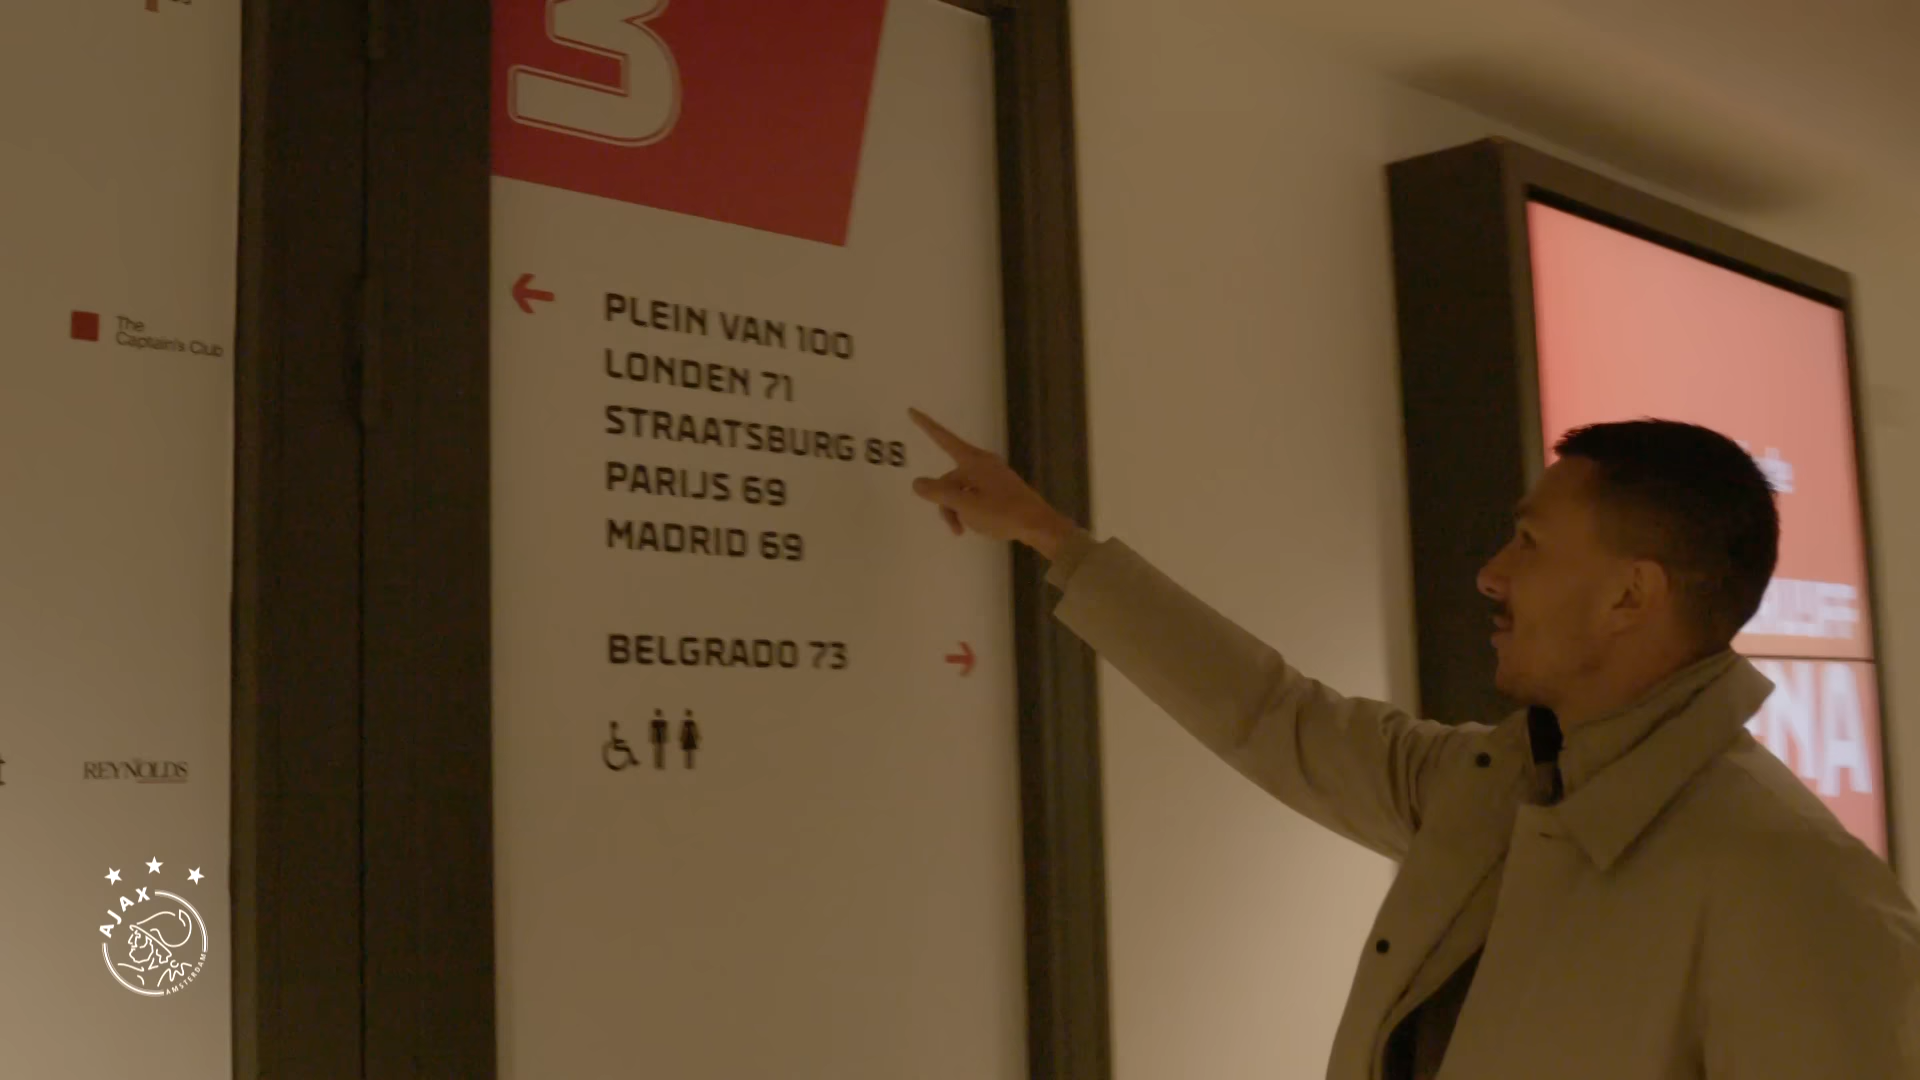 3
PLEIN VAN 100
LONDEN 71
STRAATSBURG 88
PARIJS 69
MADRID 69
BELGRADO 73
The
Captain's Club
REYNOLDS
AJAX
AMSTERDAM